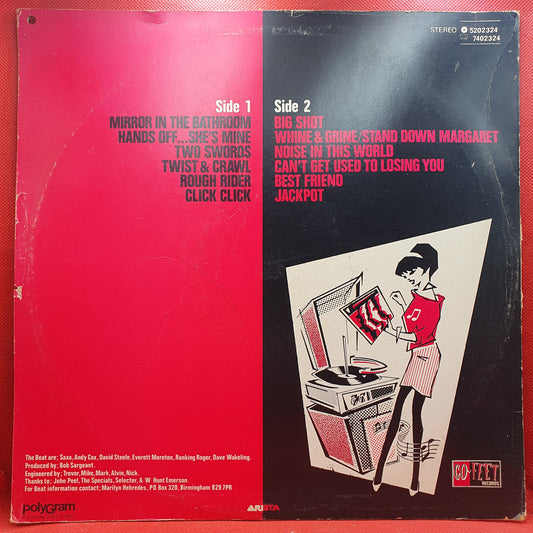 STEREO 5202324
7402324
Side 1
MIRROR IN THE BATHROOM
HANDS OFF...SHE'S MINE
TWO SWORDS
TWIST & CRAWL
ROUGH RIDER
CLICK CLICK
Side 2
BIG SHOT
WHINE & GRINE/STAND DOWN MARGARET
NOISE IN THIS WORLD
CAN'T GET USED TO LOSING YOU
BEST FRIEND
JACKPOT
The Beat are; Saxa, Andy Cox, David Steele, Everett Moreton, Ranking Roger, Dave Wakeling.
Produced by; Bob Sargeant.
Engineered by; Trevor, Mike, Mark, Alvin, Nick.
Thanks to; John Peel, The Specials, Selecter, A/W Hunt Emerson.
For Beat information contact; Marilyn Hebredes, PO Box 320, Birmingham B29 7PR
GO-FEET
RECORDS
polyGram
ARISTA